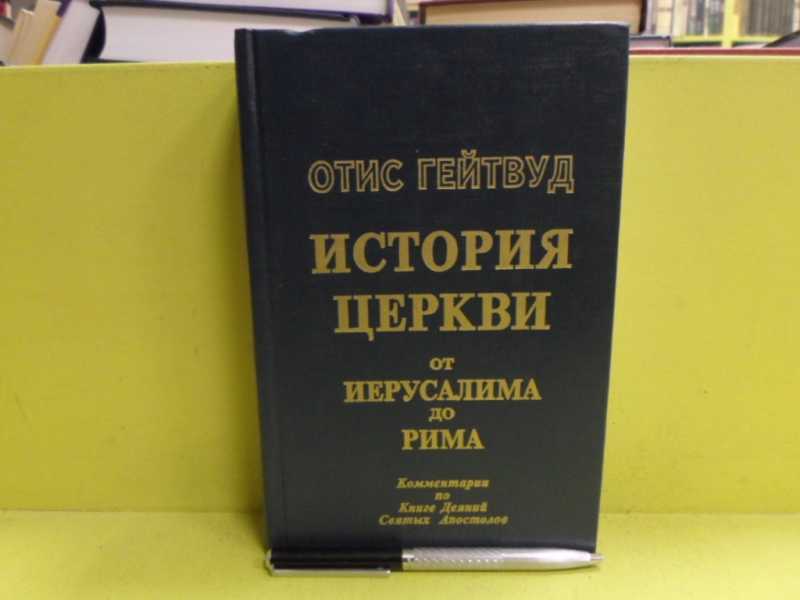 ОТИС ГЕЙТВУД
ИСТОРИЯ
ЦЕРКВИ
от
ИЕРУСАЛИМА
до
РИМА
Комментарии
по
Книге Деяний
Святых Апостолов